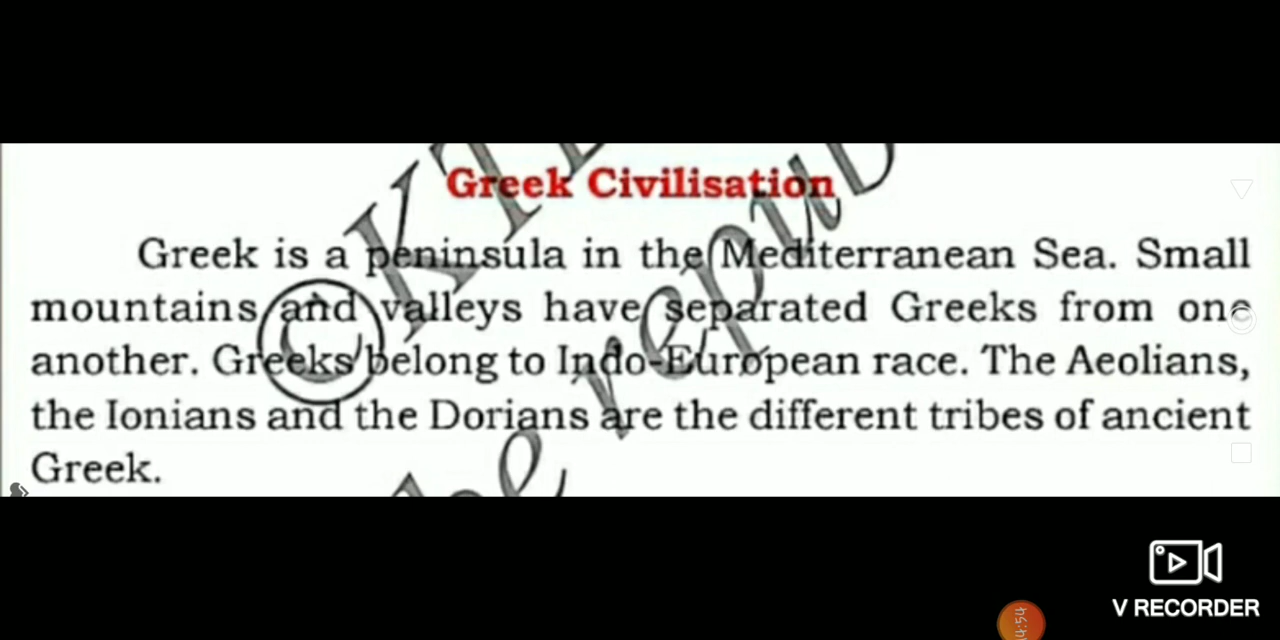 Greek Civilisation
Greek is a peninsula in the Mediterranean Sea. Small
mountains and valleys have separated Greeks from one
another. Greeks belong to Indo-European race. The Aeolians,
the Ionians and the Dorians are the different tribes of ancient
Greek.
V RECORDER